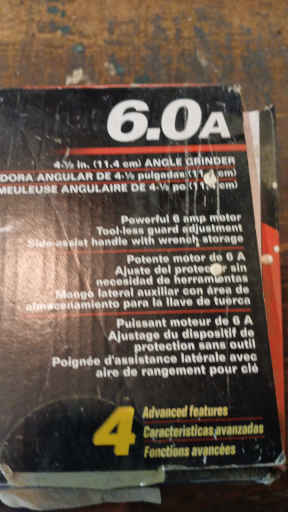 6.0A
4-½ in. (11.4 cm) ANGLE GRINDER
DORA ANGULAR DE 4-½ pulgadas (11.4 cm)
MEULEUSE ANGULAIRE DE 4-½ po (11.4 cm)
Powerful 6 amp motor
Tool-less guard adjustment
Side-assist handle with wrench storage
Potente motor de 6 A
Ajuste del protector sin
necesidad de herramientas
Mango lateral auxiliar con área de
almacenamiento para la llave de tuerca
Puissant moteur de 6 A
Ajustage du dispositif de
protection sans outil
Poignée d'assistance latérale avec
aire de rangement pour clé
4
Advanced features
Características avanzadas
Fonctions avancées